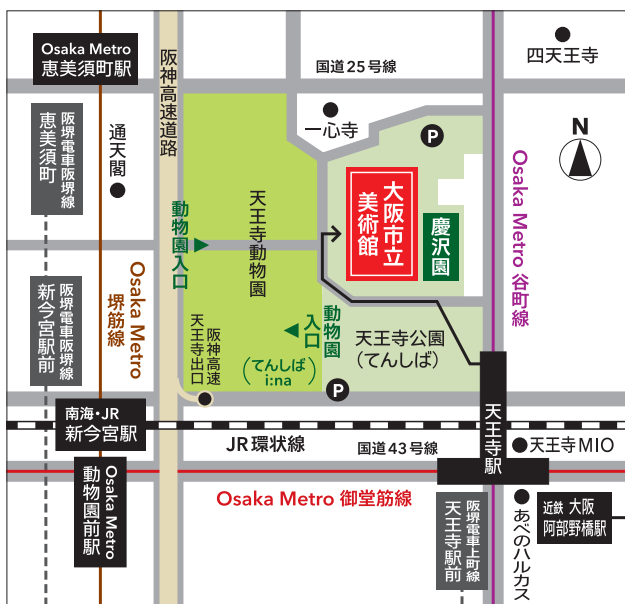 Osaka Metro
恵美須町駅
阪神高速道路
国道25号線
四天王寺
阪堺電車阪堺線
恵美須町
通天閣
一心寺
P
N
動物園入口
天王寺動物園
大阪市立
美術館
慶沢園
Osaka Metro 谷町線
阪堺電車阪堺線
新今宮駅前
Osaka Metro
堺筋線
阪神高速
天王寺出口
動物園
入口
(てんしば
i:na)
天王寺公園
(てんしば)
P
南海・JR
新今宮駅
JR環状線
国道43号線
天王寺駅
天王寺MIO
Osaka Metro
動物園前駅
Osaka Metro 御堂筋線
阪堺電車上町線
天王寺駅前
あべのハルカス
近鉄 大阪
阿部野橋駅